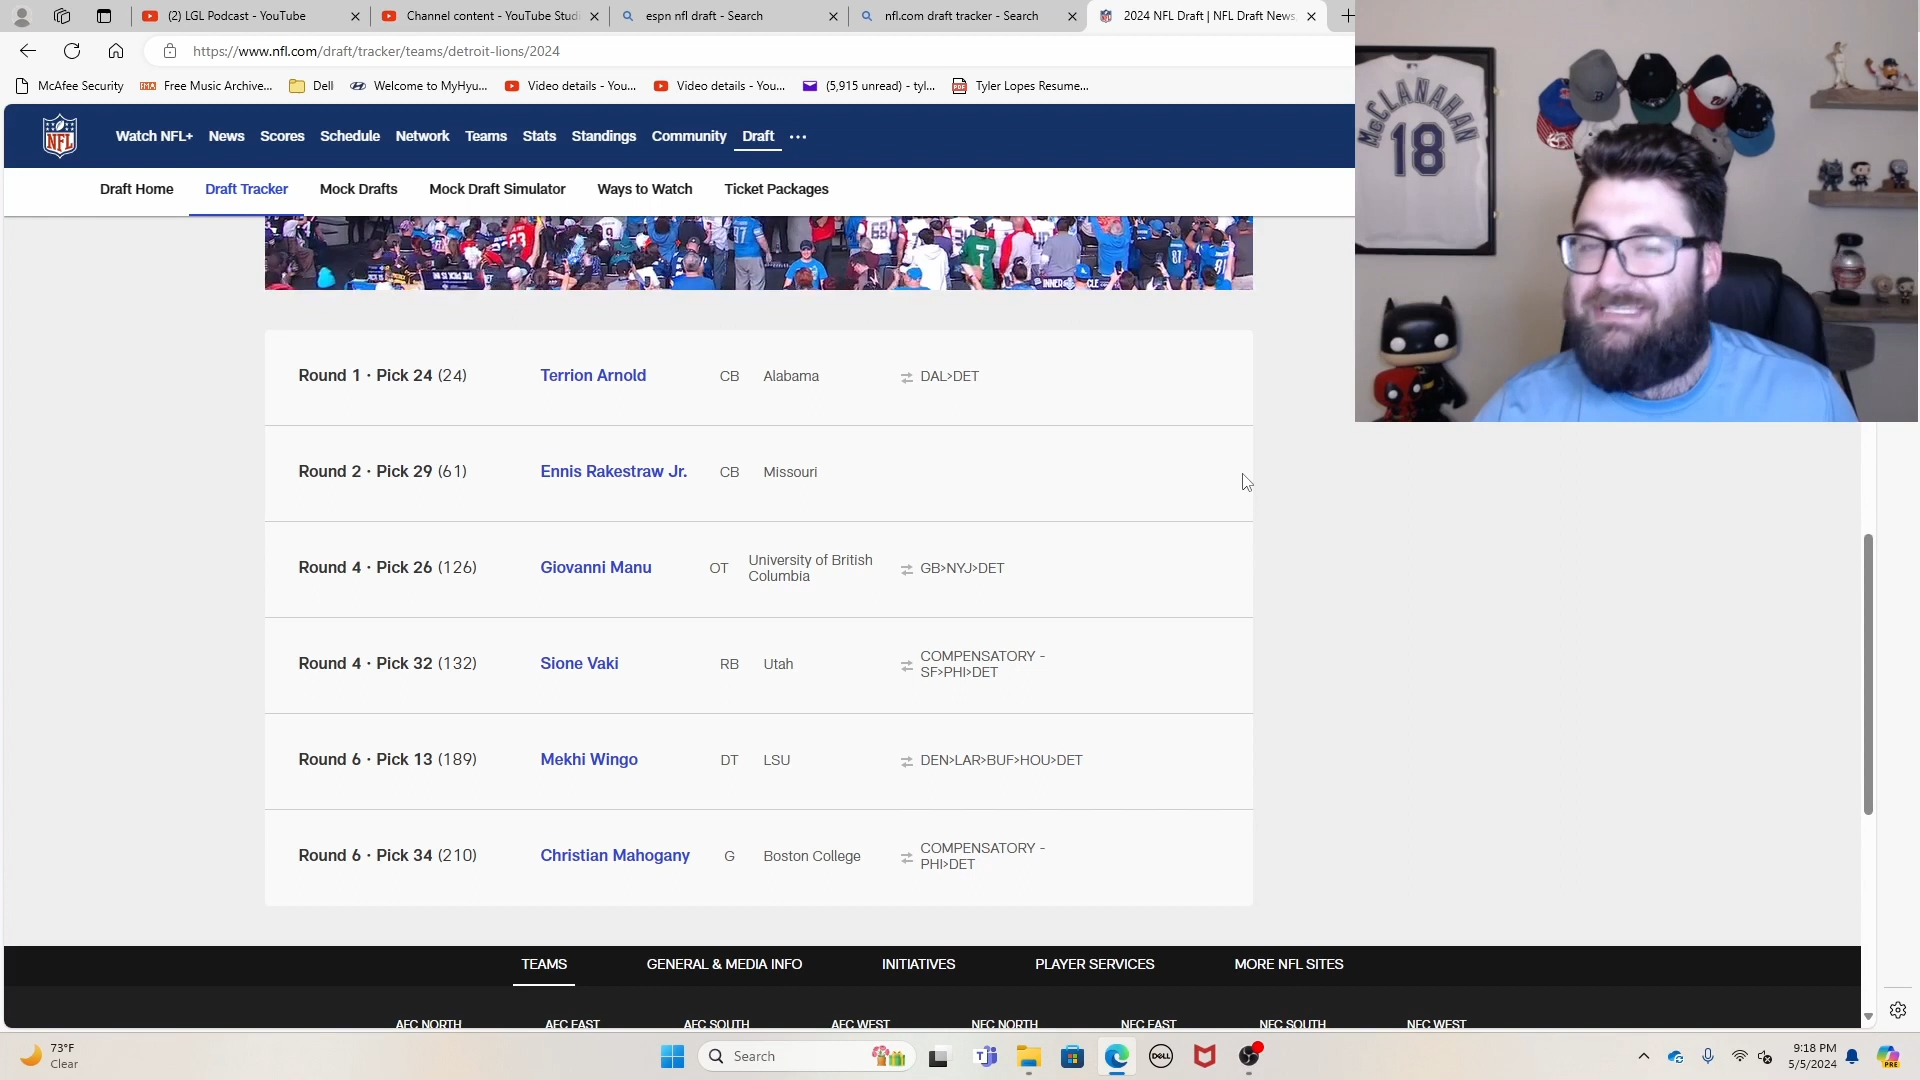 (2) LGL Podcast - YouTube
Channel content - YouTube Studi
espn nfl draft - Search
nfl.com draft tracker - Search
2024 NFL Draft | NFL Draft News,
https://www.nfl.com/draft/tracker/teams/detroit-lions/2024
McAfee Security
Free Music Archive...
Dell
Welcome to MyHyu...
Video details - You...
Video details - You...
(5,915 unread) - tyl...
Tyler Lopes Resume...
NFL
Watch NFL+ News Scores Schedule Network Teams Stats Standings Community Draft ...
Draft Home Draft Tracker Mock Drafts Mock Draft Simulator Ways to Watch Ticket Packages
McCLANAHAN
18
Round 1 · Pick 24 (24) Terrion Arnold CB Alabama DAL>DET
Round 2 · Pick 29 (61) Ennis Rakestraw Jr. CB Missouri
Round 4 · Pick 26 (126) Giovanni Manu OT University of British Columbia GB>NYJ>DET
Round 4 · Pick 32 (132) Sione Vaki RB Utah COMPENSATORY - SF>PHI>DET
Round 6 · Pick 13 (189) Mekhi Wingo DT LSU DEN>LAR>BUF>HOU>DET
Round 6 · Pick 34 (210) Christian Mahogany G Boston College COMPENSATORY - PHI>DET
TEAMS GENERAL & MEDIA INFO INITIATIVES PLAYER SERVICES MORE NFL SITES
AFC NORTH AFC EAST AFC SOUTH AFC WEST NFC NORTH NFC EAST NFC SOUTH NFC WEST
73°F
Clear
Search
DELL
PRE
9:18 PM
5/5/2024